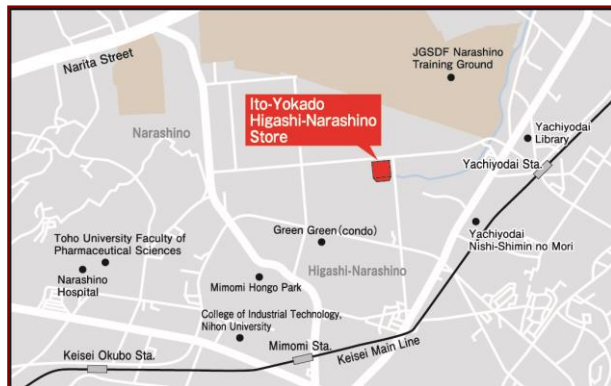 JGSDF Narashino
Training Ground
Narita Street
Ito-Yokado
Higashi-Narashino
Store
Narashino
Yachiyodai
Library
Yachiyodai Sta.
Green Green(condo)
Yachiyodai
Nishi-Shimin no Mori
Toho University Faculty of
Pharmaceutical Sciences
Narashino
Hospital
Higashi-Narashino
Mimomi Hongo Park
College of Industrial Technology,
Nihon University
Mimomi Sta.
Keisei Main Line
Keisei Okubo Sta.